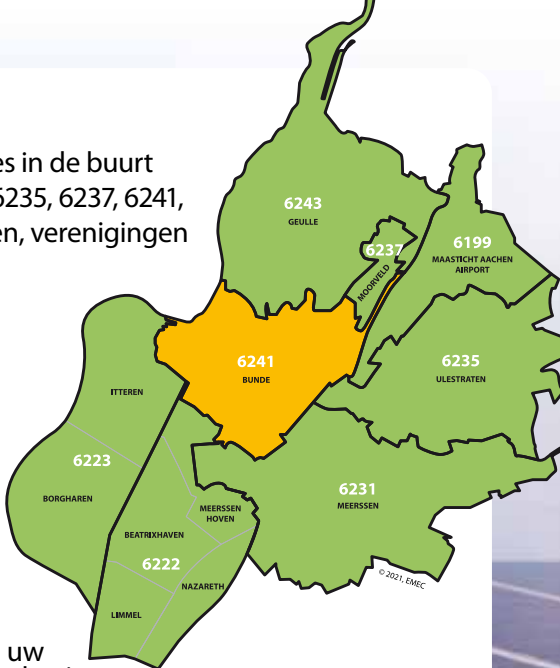 es in de buurt
6235, 6237, 6241,
en, verenigingen
6243
GEULLE
6237
MOORVELD
6199
MAASTICHT AACHEN
AIRPORT
6241
BUNDE
6235
ULESTRATEN
ITTEREN
6223
BORGHAREN
6231
MEERSSEN
MEERSSEN
HOVEN
BEATRIXHAVEN
6222
NAZARETH
LIMMEL
© 2021, EMEC
uw